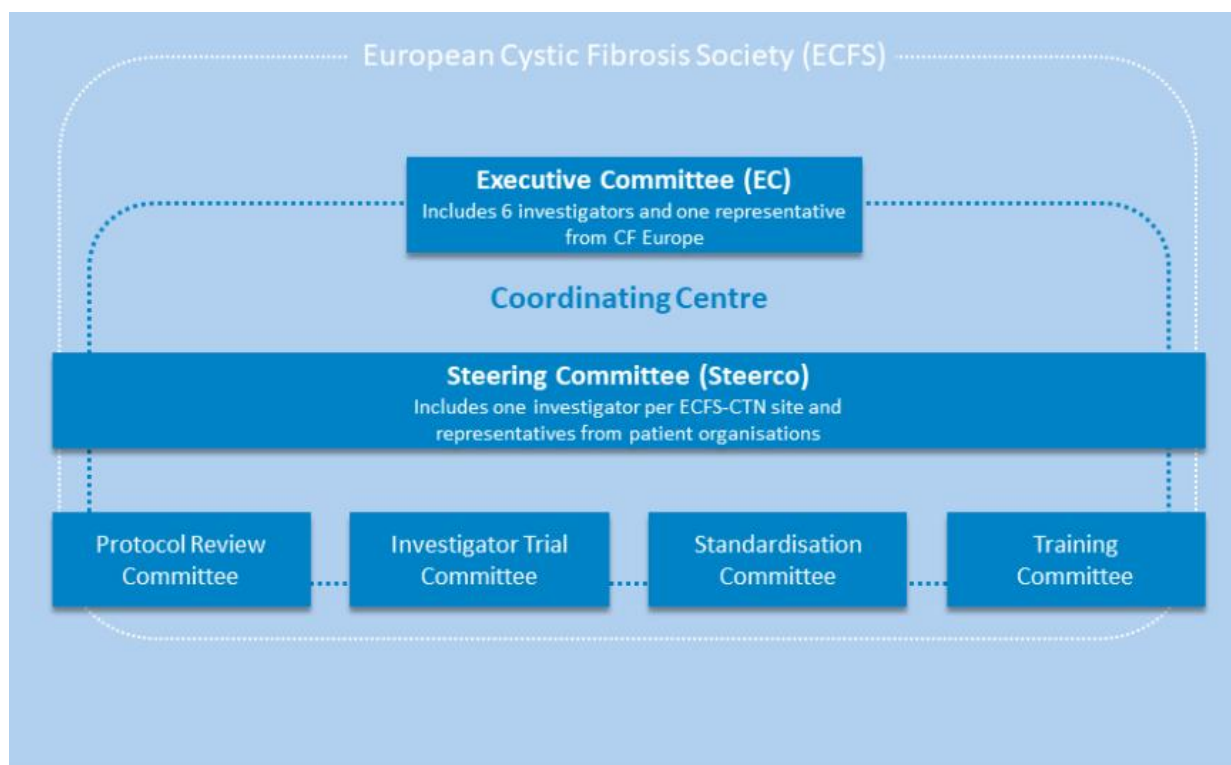 European Cystic Fibrosis Society (ECFS)
Executive Committee (EC)
Includes 6 investigators and one representative
from CF Europe
Coordinating Centre
Steering Committee (Steerco)
Includes one investigator per ECFS-CTN site and
representatives from patient organisations
Protocol Review
Committee
Investigator Trial
Committee
Standardisation
Committee
Training
Committee